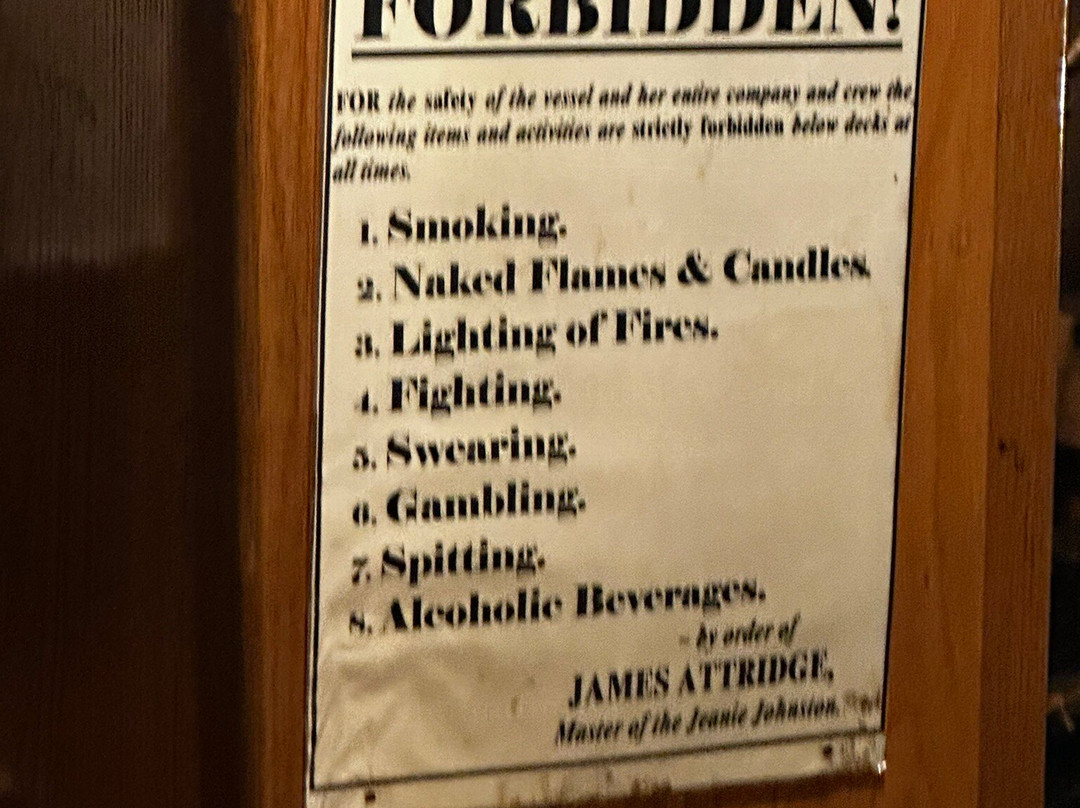 FORBIDDEN!
FOR the safety of the vessel and her entire company and crew the
following items and activities are strictly forbidden below decks at
all times.
1. Smoking.
2. Naked Flames & Candles.
3. Lighting of Fires.
4. Fighting.
5. Swearing.
6. Gambling.
7. Spitting.
8. Alcoholic Beverages.
– by order of
JAMES ATTRIDGE,
Master of the Jeanie Johnston.